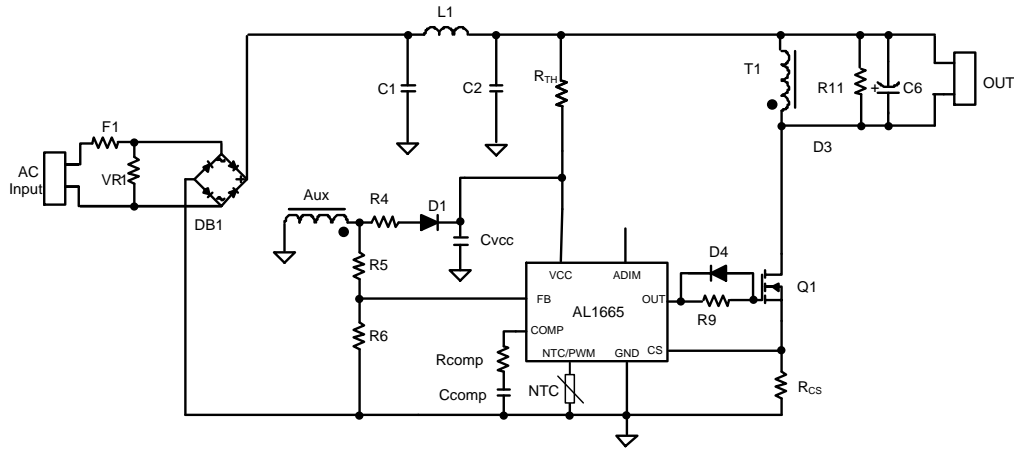 L1
C1
C2
RTH
T1
R11
+
C6
OUT
D3
F1
AC
Input
VR1
~
~
+
-
DB1
Aux
R4
D1
Cvcc
R5
R6
VCC
ADIM
FB
OUT
AL1665
COMP
NTC/PWM
GND
CS
D4
R9
Q1
Rcomp
Ccomp
NTC
RCS